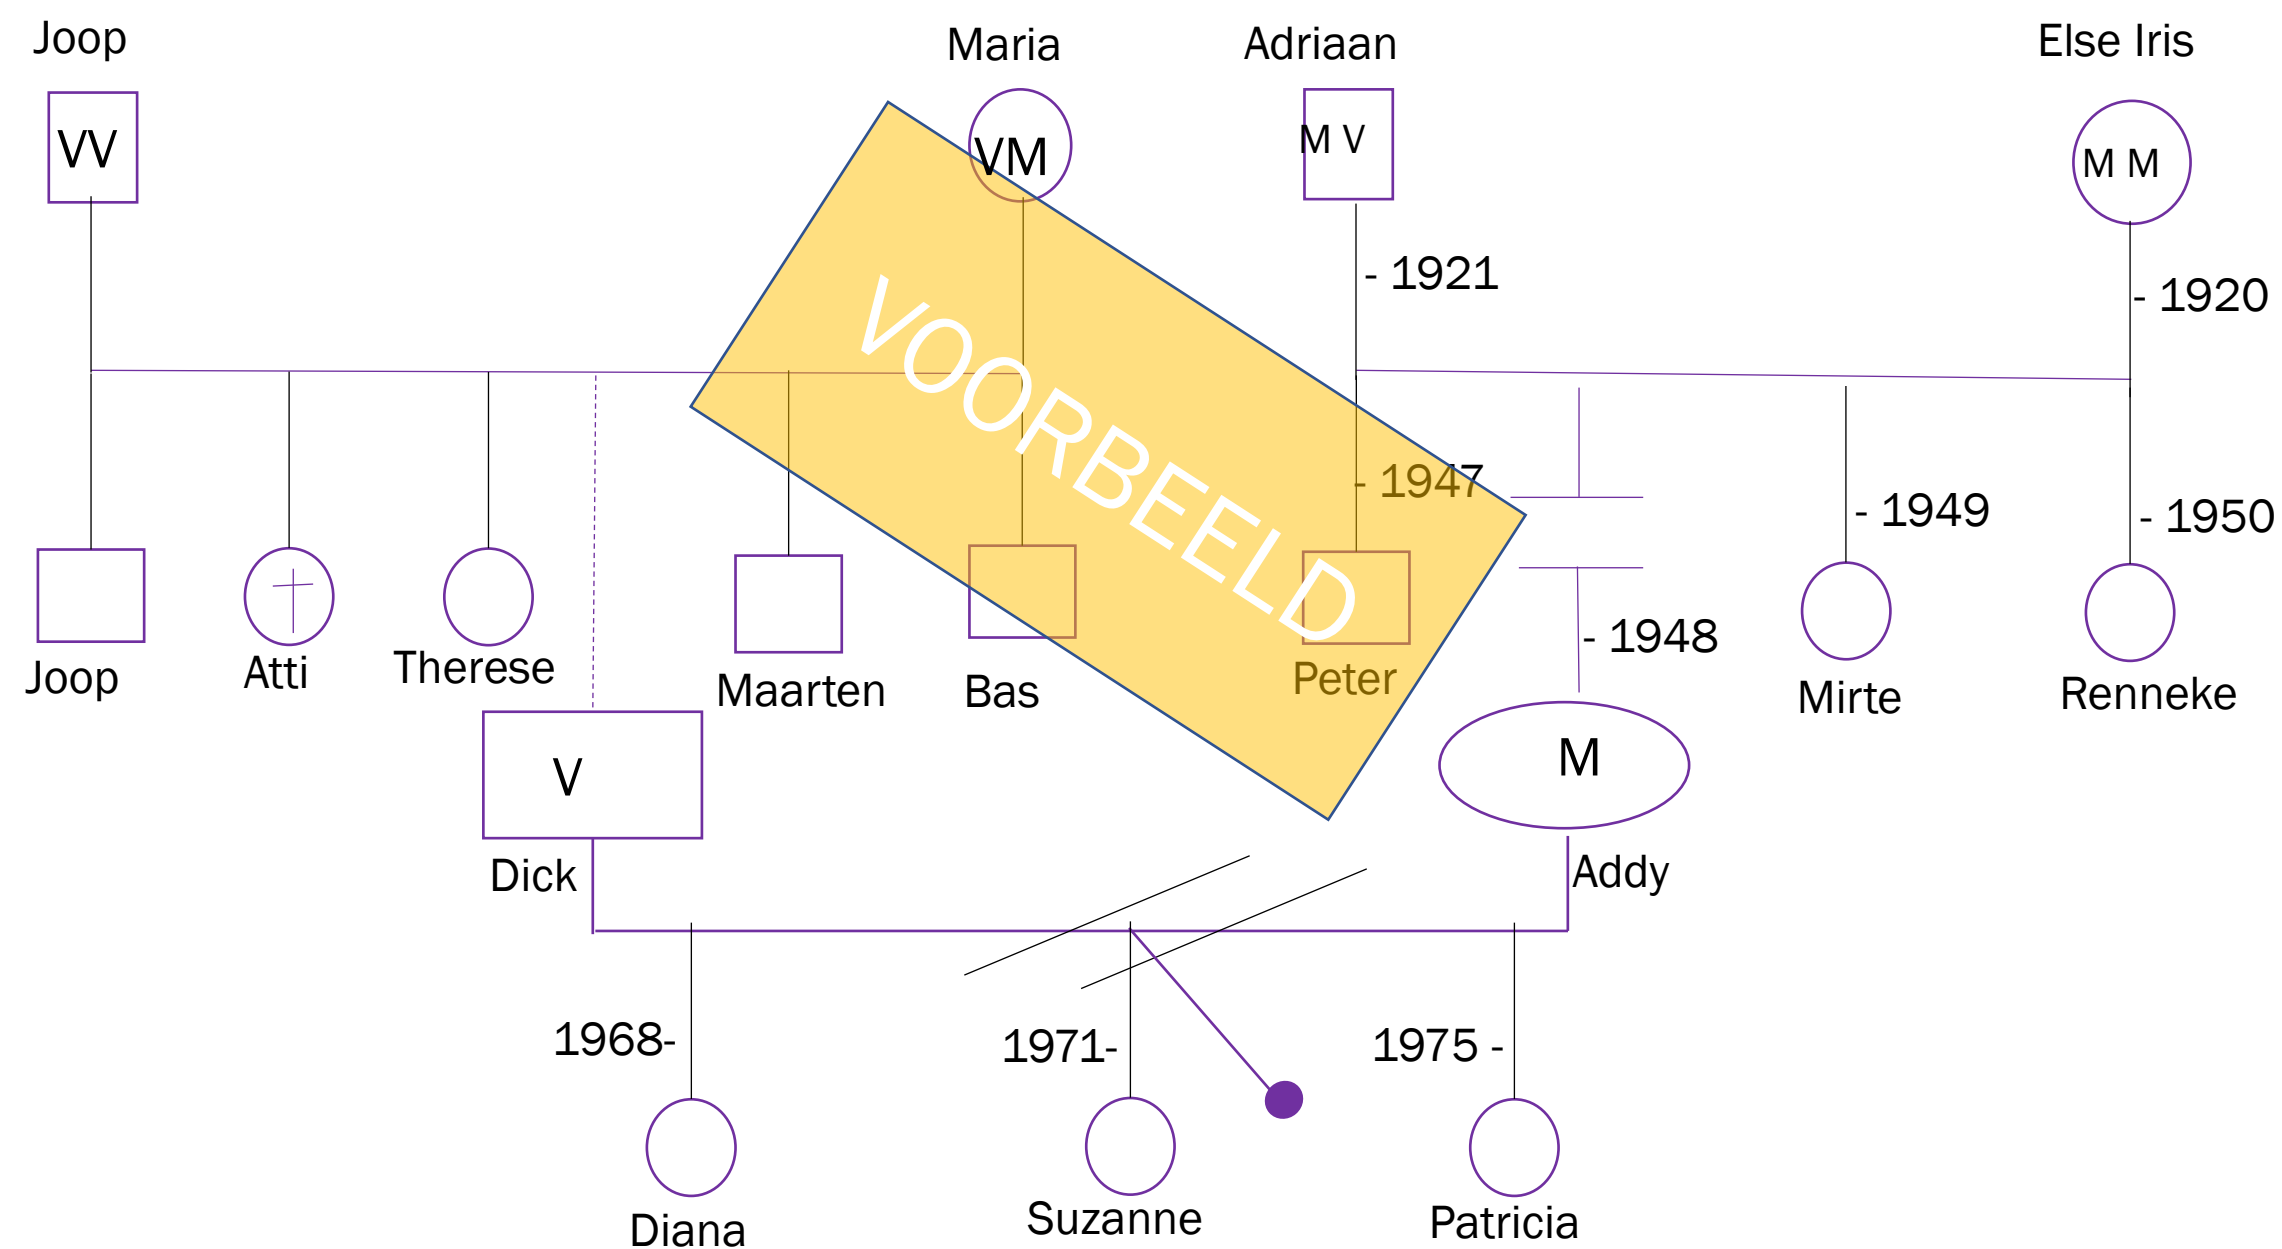 Joop
Maria
Adriaan
Else Iris
VV
VM
M V
M M
- 1921
- 1920
VOORBEELD
- 1947
- 1949
- 1950
- 1948
Joop
Atti
Therese
Maarten
Bas
Peter
Mirte
Renneke
V
M
Dick
Addy
1968-
1971-
1975 -
Diana
Suzanne
Patricia